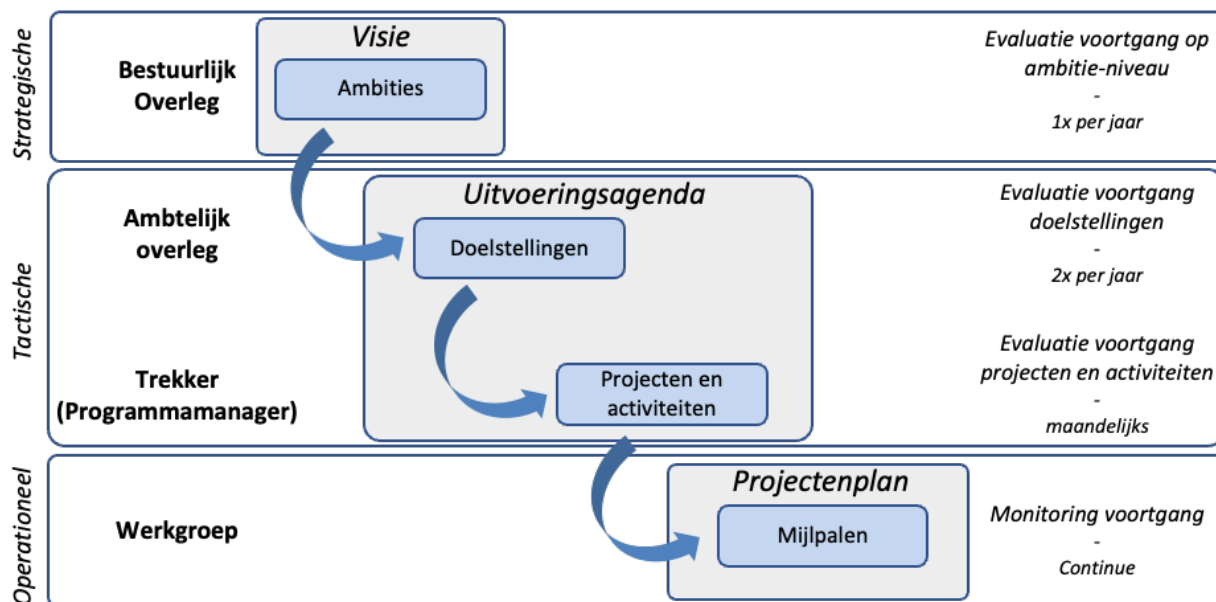 Strategische
Bestuurlijk
Overleg
Visie
Ambities
Evaluatie voortgang op
ambitie-niveau
-
1x per jaar
Tactische
Ambtelijk
overleg
Uitvoeringsagenda
Doelstellingen
Evaluatie voortgang
doelstellingen
-
2x per jaar
Trekker
(Programmamanager)
Projecten en
activiteiten
Evaluatie voortgang
projecten en activiteiten
-
maandelijks
Operationeel
Werkgroep
Projectenplan
Mijlpalen
Monitoring voortgang
-
Continue